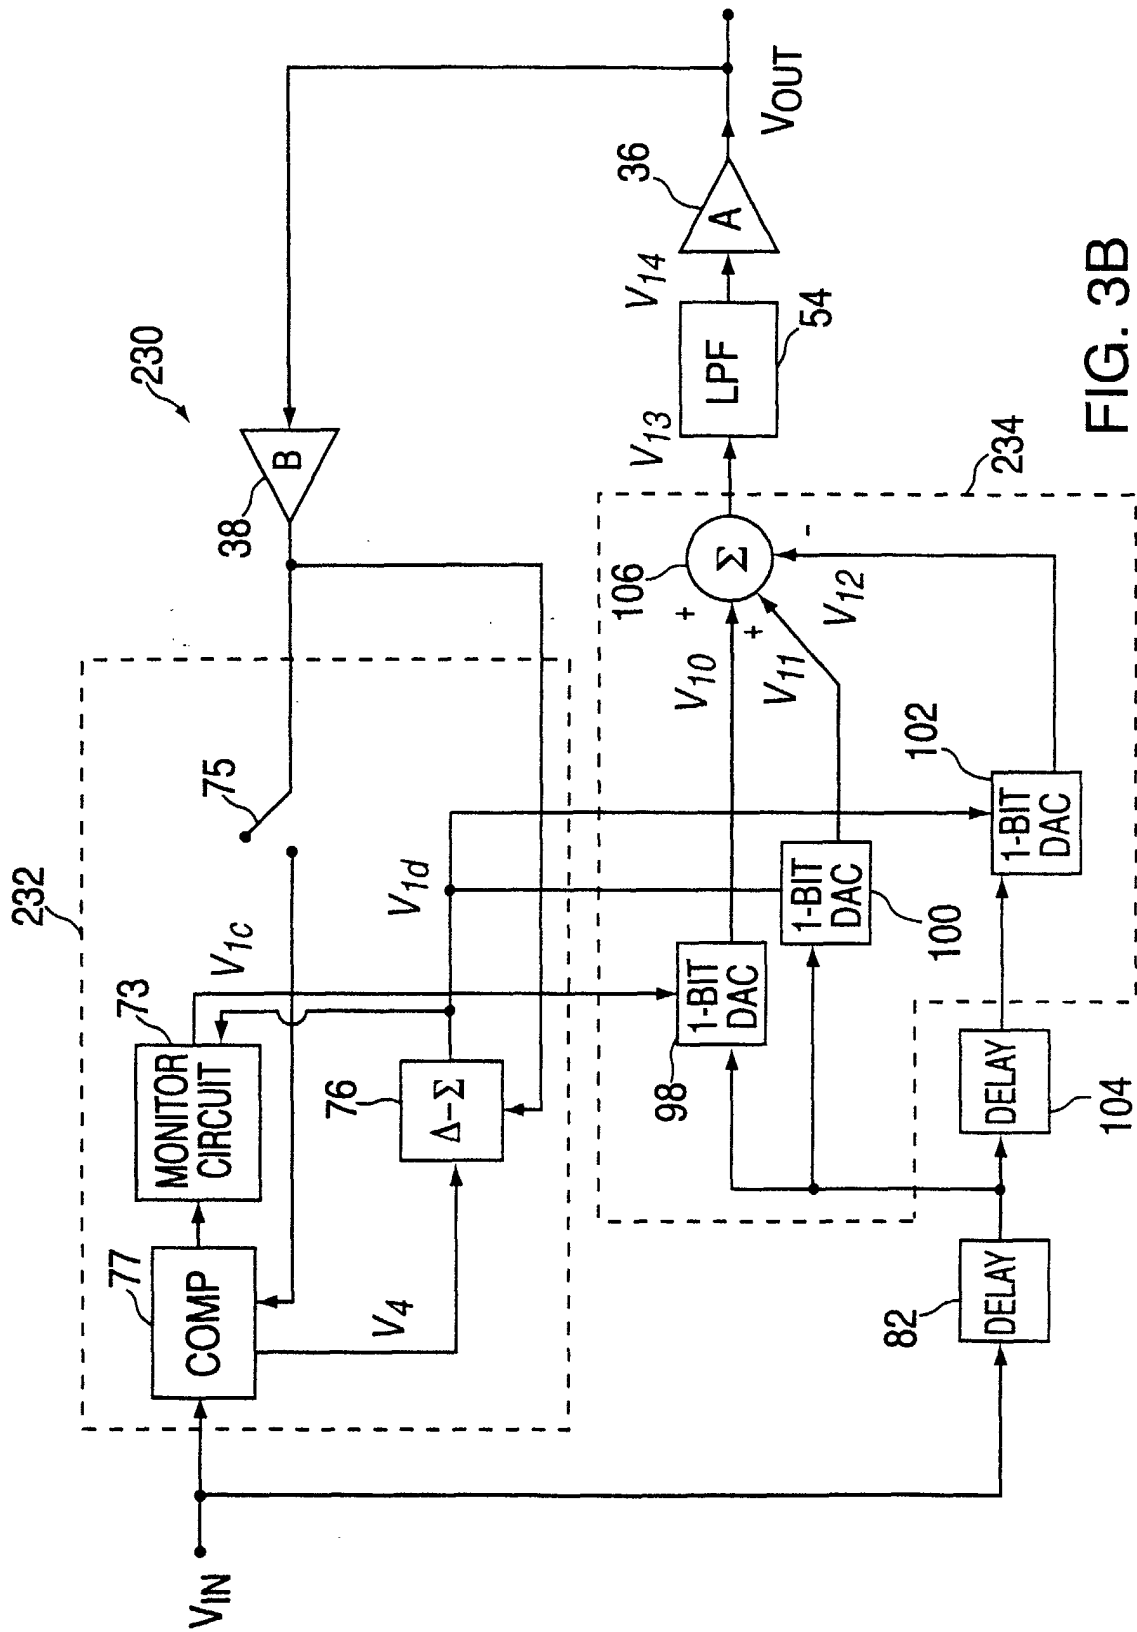 230
232
75
38
B
73
MONITOR
CIRCUIT
V1c
77
COMP
76
Δ–Σ
V1d
V4
VIN
VOUT
36
A
V14
54
LPF
V13
106
Σ
+
+
-
V10
V11
V12
234
98
1-BIT
DAC
1-BIT
DAC
100
102
1-BIT
DAC
82
DELAY
DELAY
104
FIG. 3B